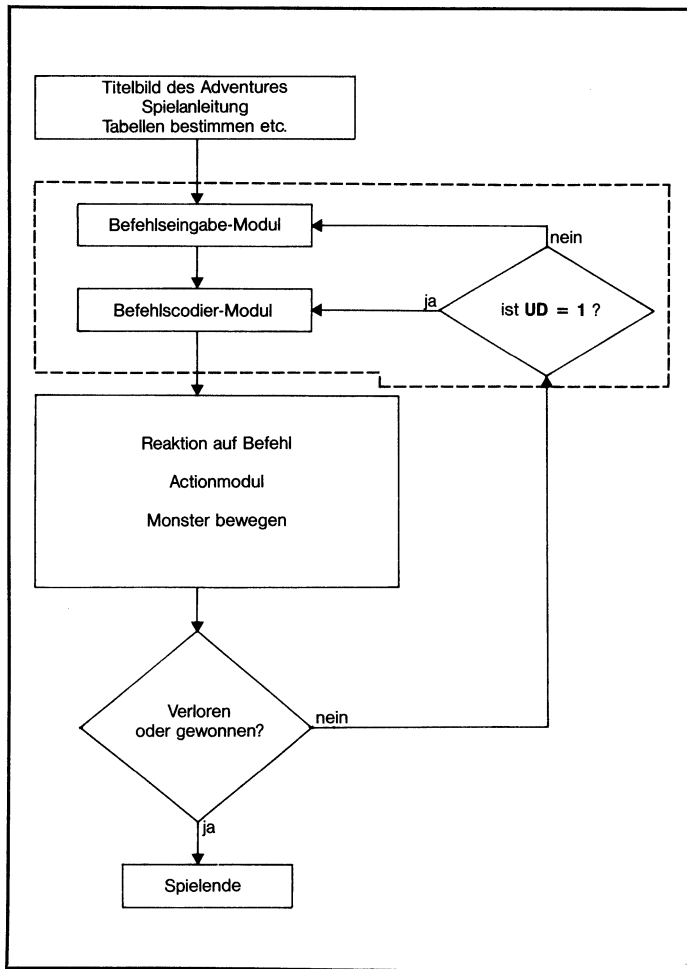 Titelbild des Adventures
Spielanleitung
Tabellen bestimmen etc.
Befehlseingabe-Modul
nein
Befehlscodier-Modul
ja
ist UD = 1 ?
Reaktion auf Befehl
Actionmodul
Monster bewegen
Verloren
oder gewonnen?
nein
ja
Spielende